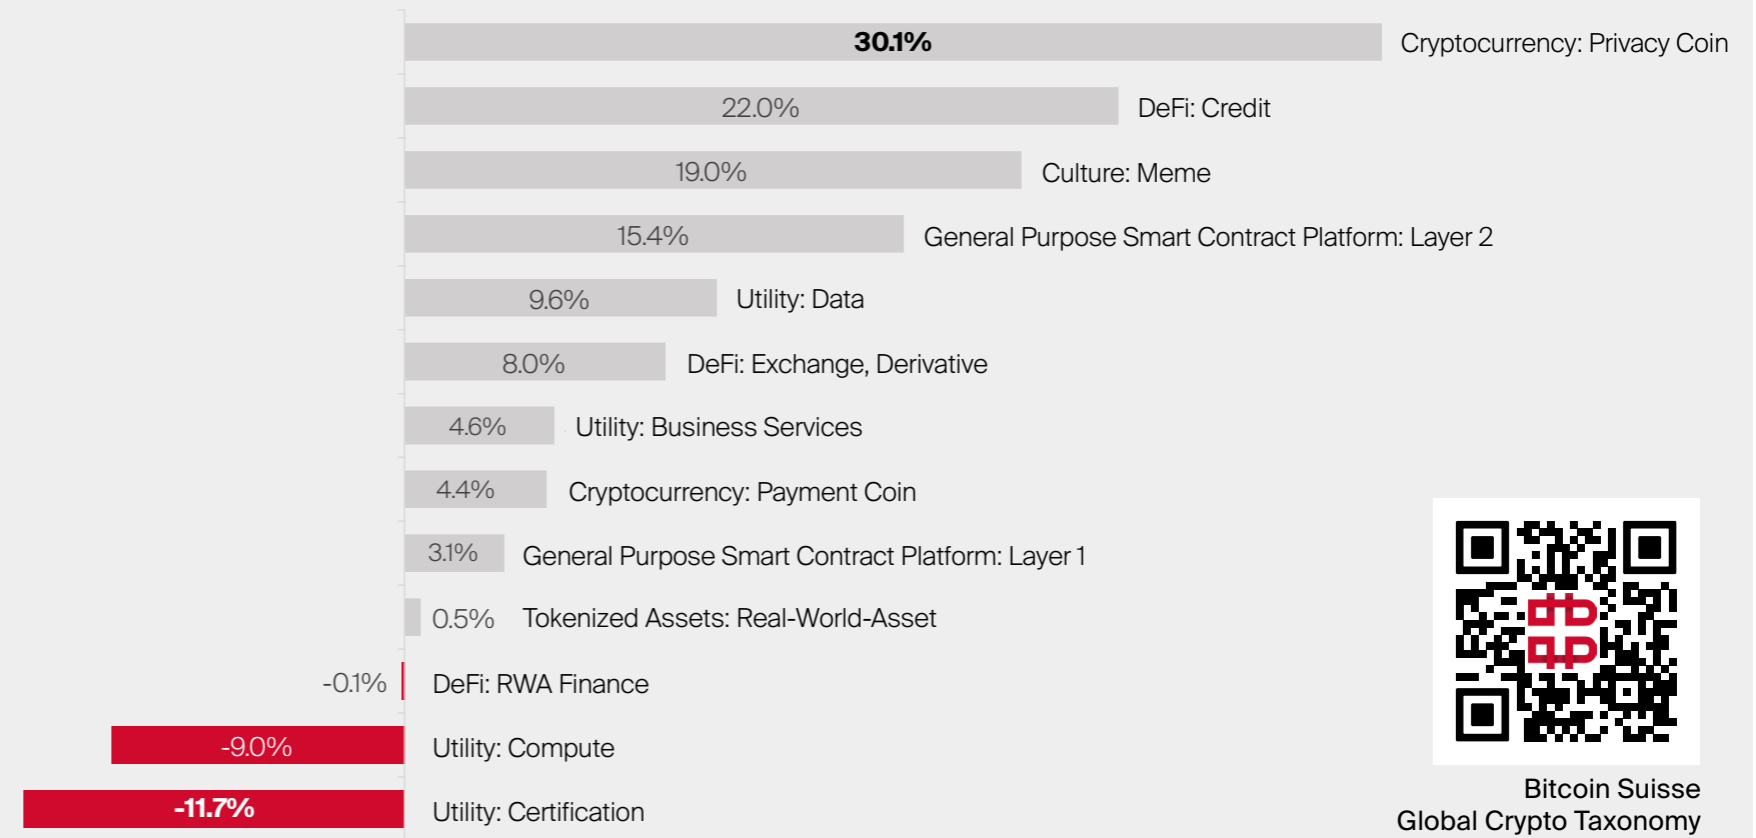 30.1% Cryptocurrency: Privacy Coin
22.0% DeFi: Credit
19.0% Culture: Meme
15.4% General Purpose Smart Contract Platform: Layer 2
9.6% Utility: Data
8.0% DeFi: Exchange, Derivative
4.6% Utility: Business Services
4.4% Cryptocurrency: Payment Coin
3.1% General Purpose Smart Contract Platform: Layer 1
0.5% Tokenized Assets: Real-World-Asset
-0.1% DeFi: RWA Finance
-9.0% Utility: Compute
-11.7% Utility: Certification
Bitcoin Suisse
Global Crypto Taxonomy